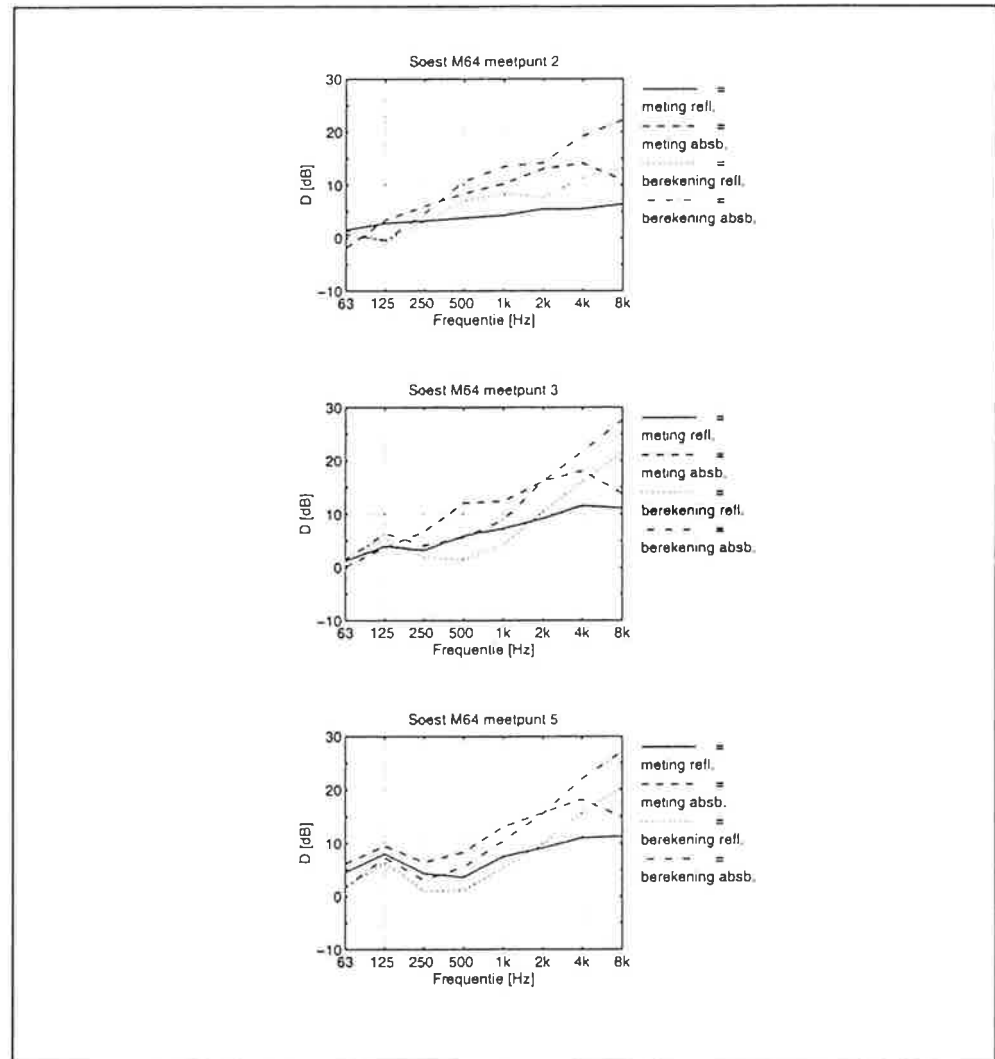 Soest M64 meetpunt 2
30
20
10
0
-10
D [dB]
63 125 250 500 1k 2k 4k 8k
Frequentie [Hz]
=
meting refl.
=
meting absb.
=
berekening refl.
=
berekening absb.
Soest M64 meetpunt 3
30
20
10
0
-10
D [dB]
63 125 250 500 1k 2k 4k 8k
Frequentie [Hz]
=
meting refl.
=
meting absb.
=
berekening refl.
=
berekening absb.
Soest M64 meetpunt 5
30
20
10
0
-10
D [dB]
63 125 250 500 1k 2k 4k 8k
Frequentie [Hz]
=
meting refl.
=
meting absb.
=
berekening refl.
=
berekening absb.